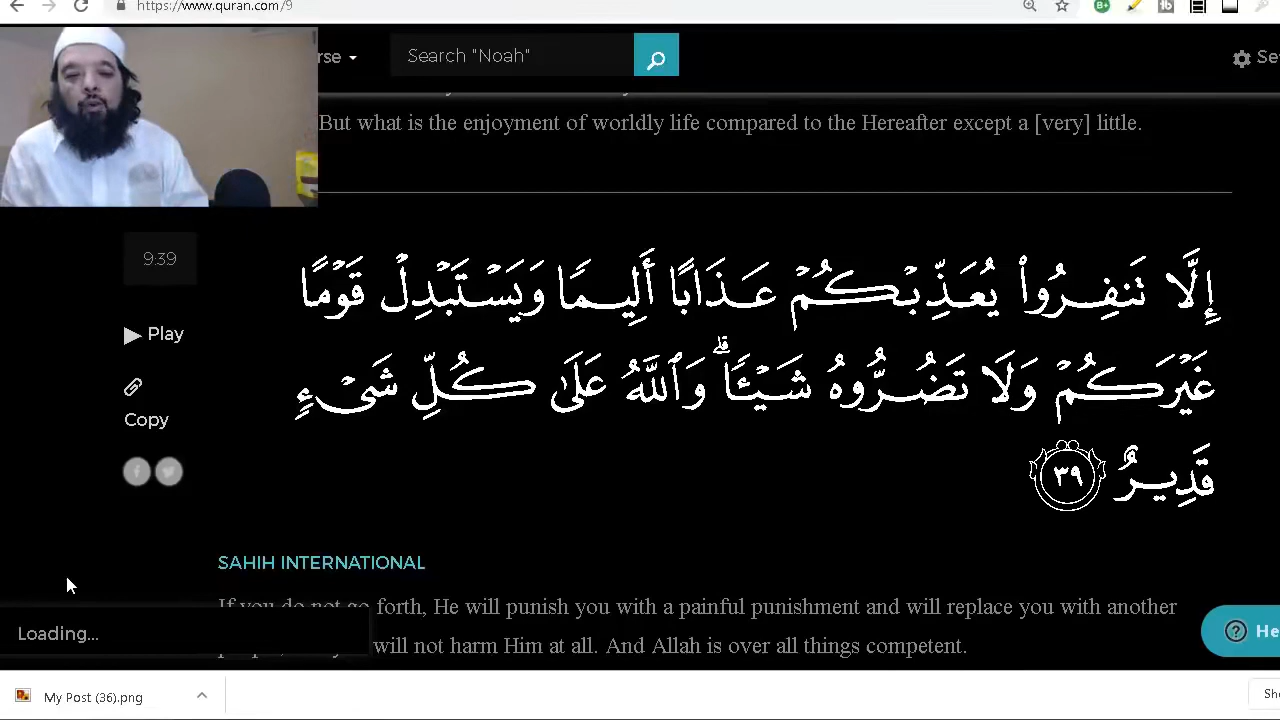 https://www.quran.com/9
rse
Search "Noah"
Se
But what is the enjoyment of worldly life compared to the Hereafter except a [very] little.
9:39
إِلَّا تَنفِرُوا۟ يُعَذِّبْكُمْ عَذَابًا أَلِيمًا وَيَسْتَبْدِلْ قَوْمًا
غَيْرَكُمْ وَلَا تَضُرُّوهُ شَيْـًٔا ۗ وَٱللَّهُ عَلَىٰ كُلِّ شَىْءٍ
قَدِيرٌ ٣٩
Play
Copy
SAHIH INTERNATIONAL
If you do not go forth, He will punish you with a painful punishment and will replace you with another
will not harm Him at all. And Allah is over all things competent.
Loading...
He
My Post (36).png
Sh